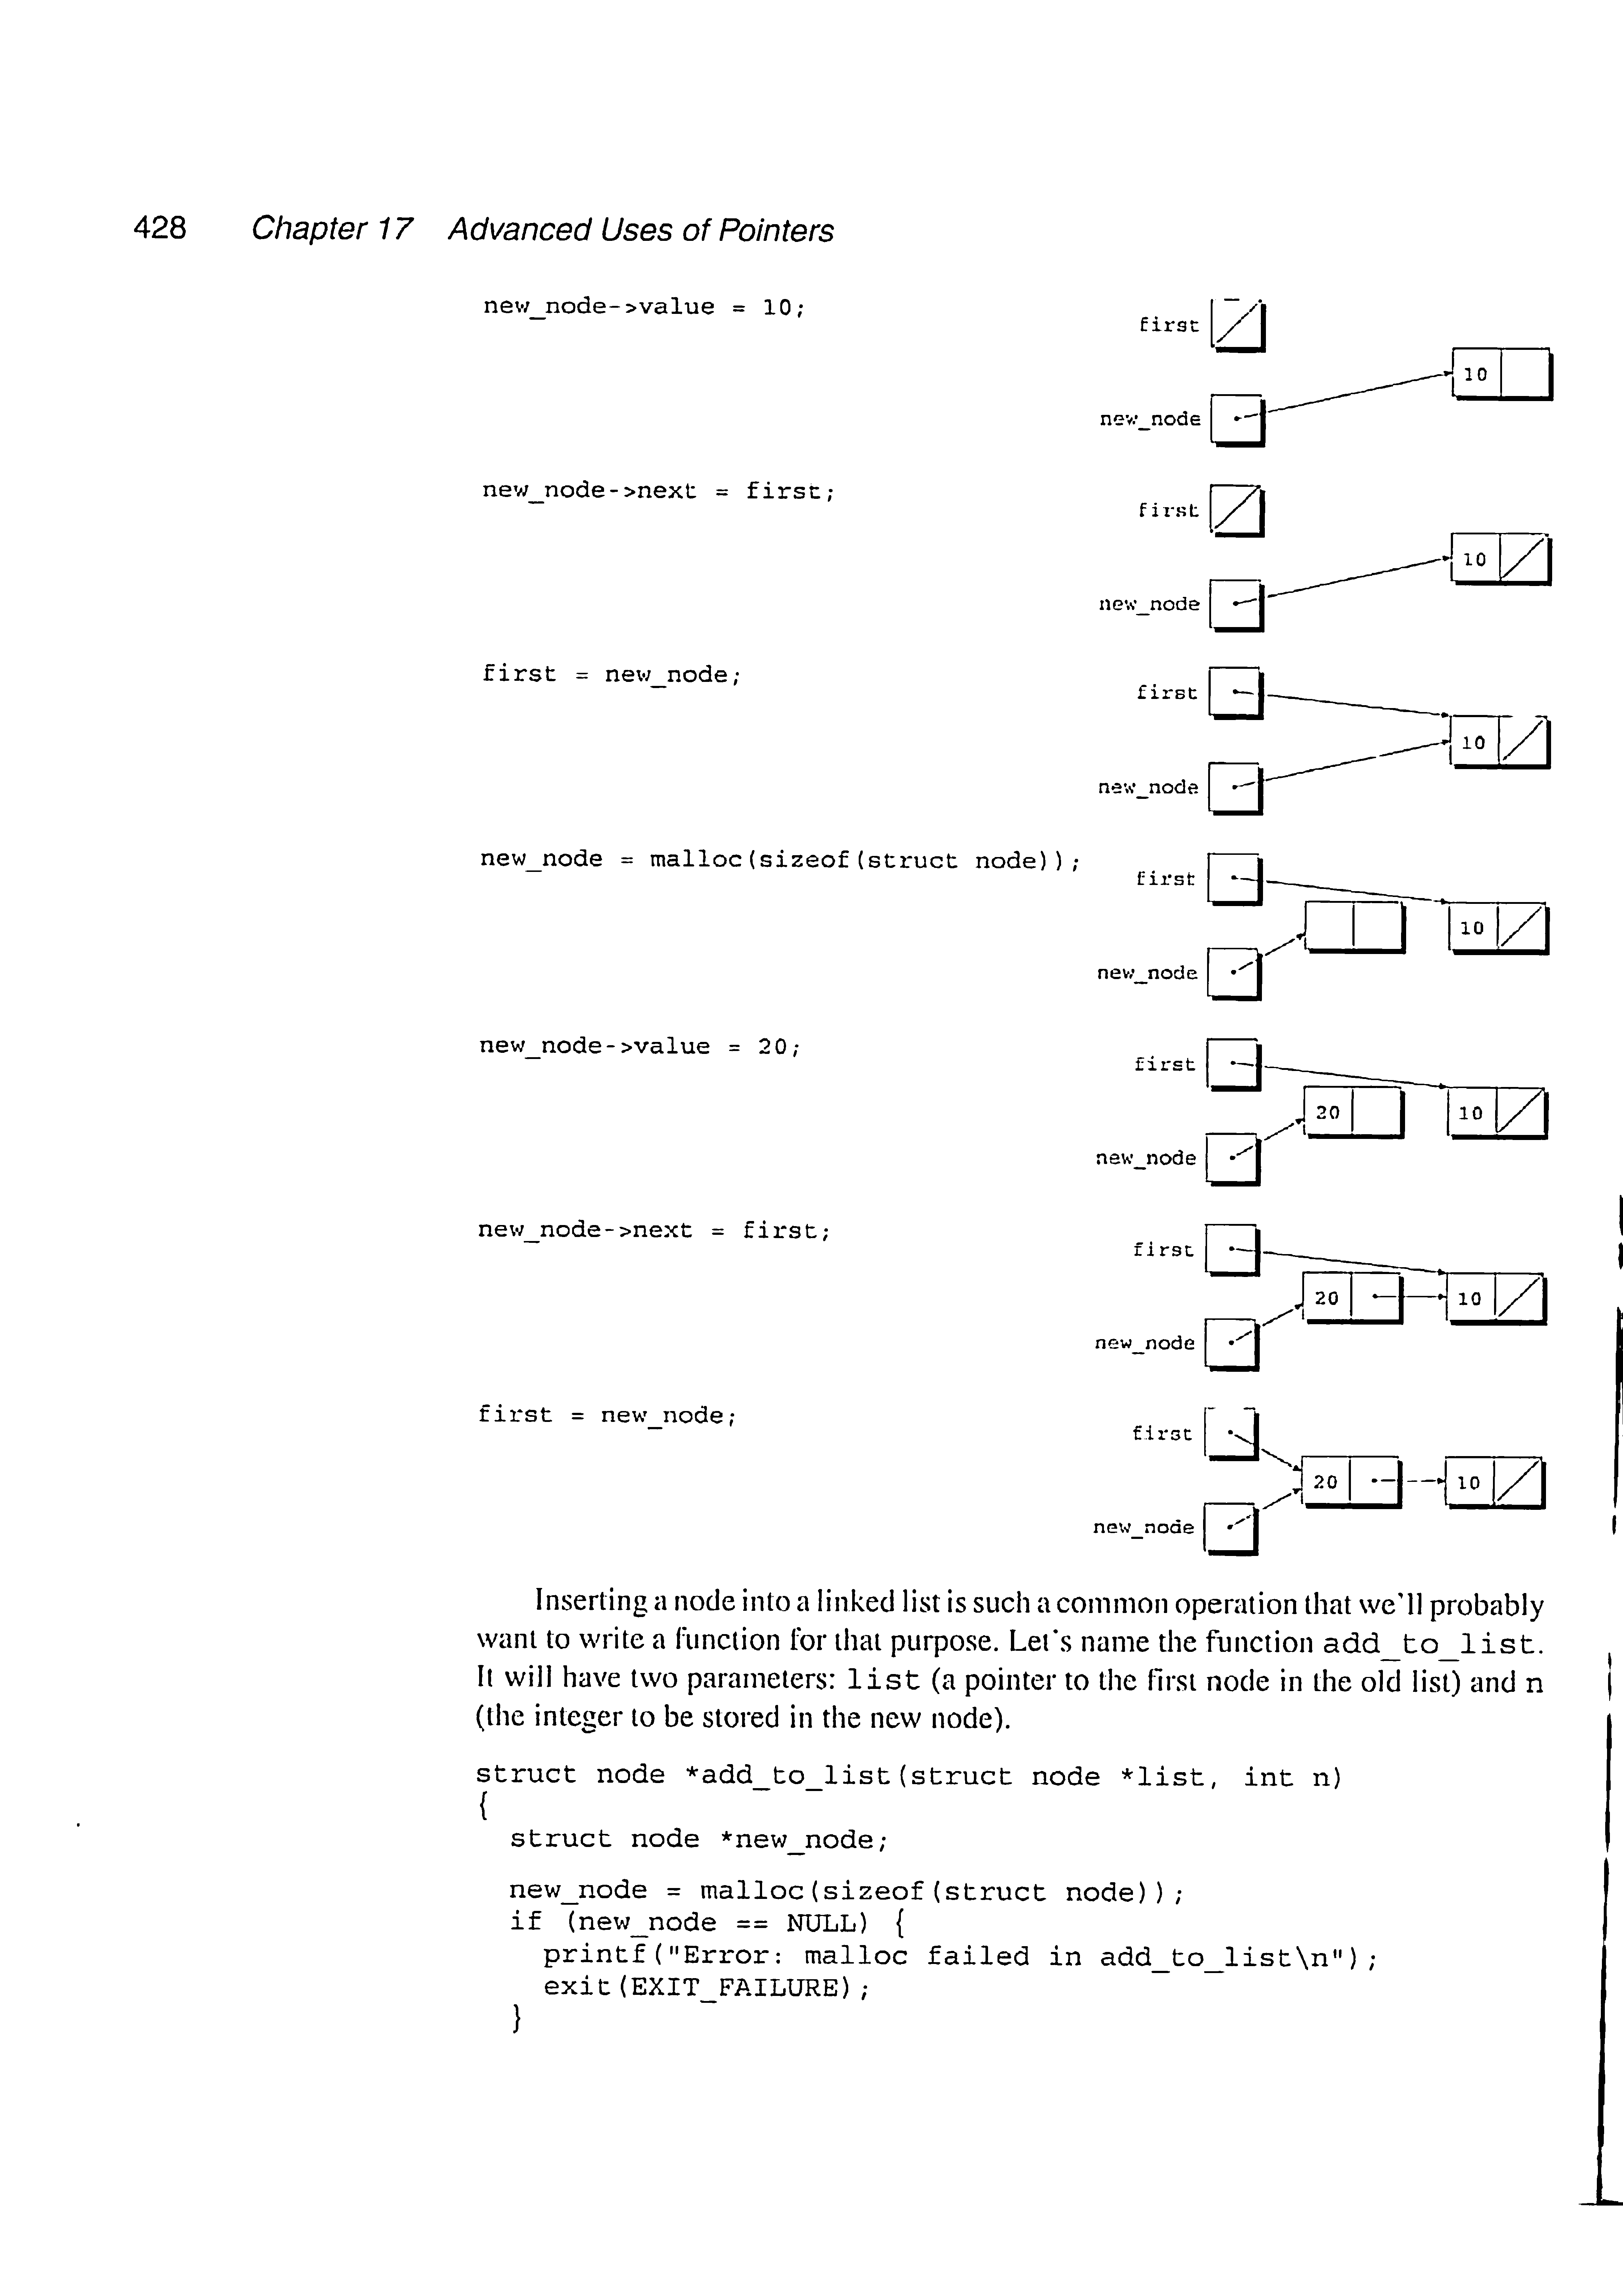 428 Chapter 17 Advanced Uses of Pointers
new_node->value = 10;
first
10
new_node
new_node->next = first;
first
10
new_node
first = new_node;
first
10
new_node
new_node = malloc(sizeof(struct node));
first
10
new_node
new_node->value = 20;
first
20 10
new_node
new_node->next = first;
first
20 10
new_node
first = new_node;
first
20 10
new_node
Inserting a node into a linked list is such a common operation that we'll probably
want to write a function for that purpose. Let's name the function add_to_list.
It will have two parameters: list (a pointer to the first node in the old list) and n
(the integer to be stored in the new node).
struct node *add_to_list(struct node *list, int n)
{
struct node *new_node;
new_node = malloc(sizeof(struct node));
if (new_node == NULL) {
printf("Error: malloc failed in add_to_list\n");
exit(EXIT_FAILURE);
}